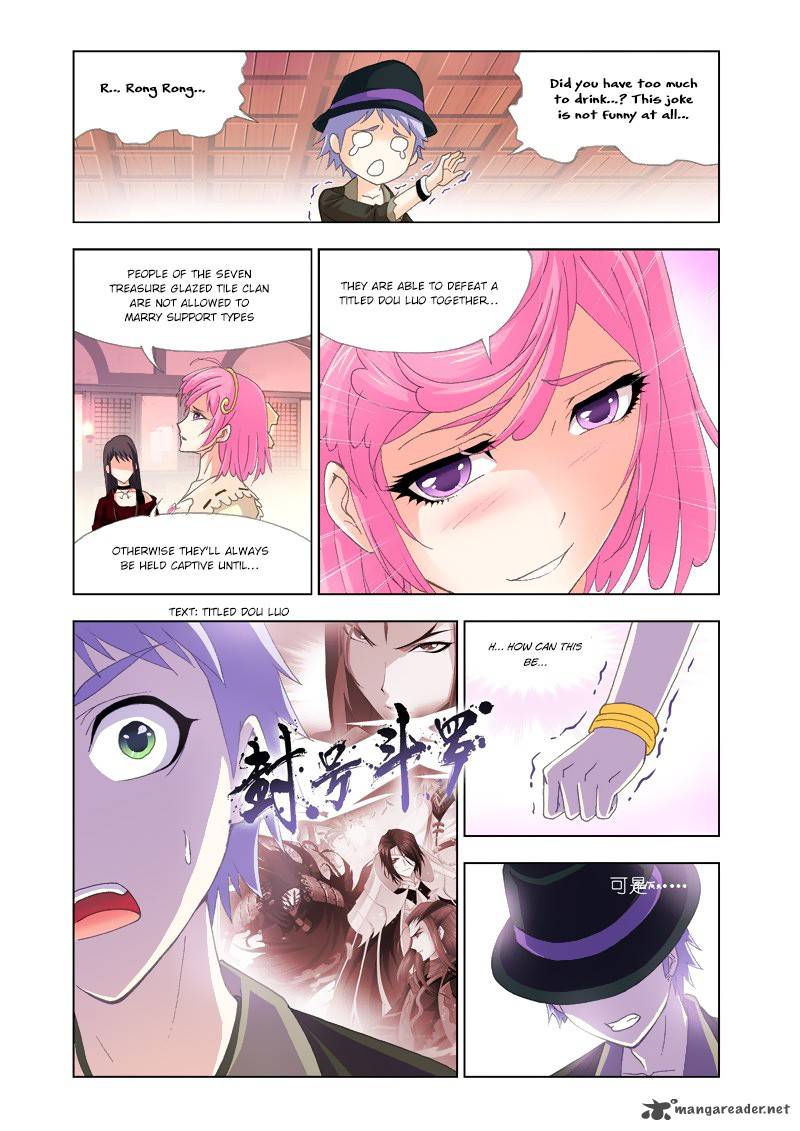 R... Rong Rong...
Did you have too much
to drink...? This joke
is not funny at all...
PEOPLE OF THE SEVEN
TREASURE GLAZED TILE CLAN
ARE NOT ALLOWED TO
MARRY SUPPORT TYPES
OTHERWISE THEY'LL ALWAYS
BE HELD CAPTIVE UNTIL...
THEY ARE ABLE TO DEFEAT A
TITLED DOU LUO TOGETHER...
TEXT: TITLED DOU LUO
封号斗罗
H... HOW CAN THIS
BE...
可是……
mangareader.net